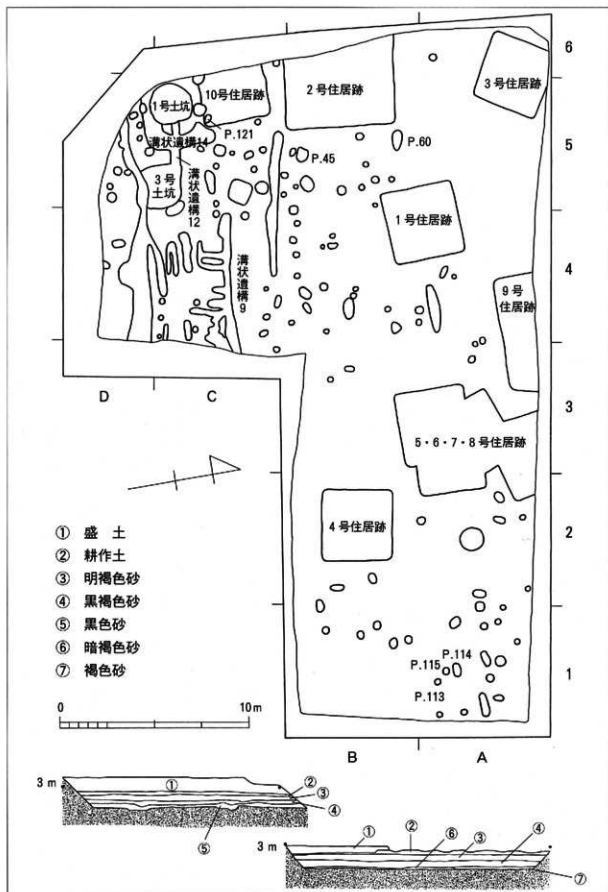 6
10号住居跡
2号住居跡
3号住居跡
1号土坑
P.121
溝状遺構14
P.45
P.60
5
3号
土坑
溝状遺構
12
1号住居跡
溝状遺構9
9号
住居跡
4
D
C
3
5・6・7・8号住居跡
4号住居跡
2
① 盛 土
② 耕作土
③ 明褐色砂
④ 黒褐色砂
⑤ 黒色砂
⑥ 暗褐色砂
⑦ 褐色砂
P.114
P.115
P.113
1
0
10m
B
A
3 m
①
②
③
④
⑤
3 m
①
②
⑥
③
④
⑦